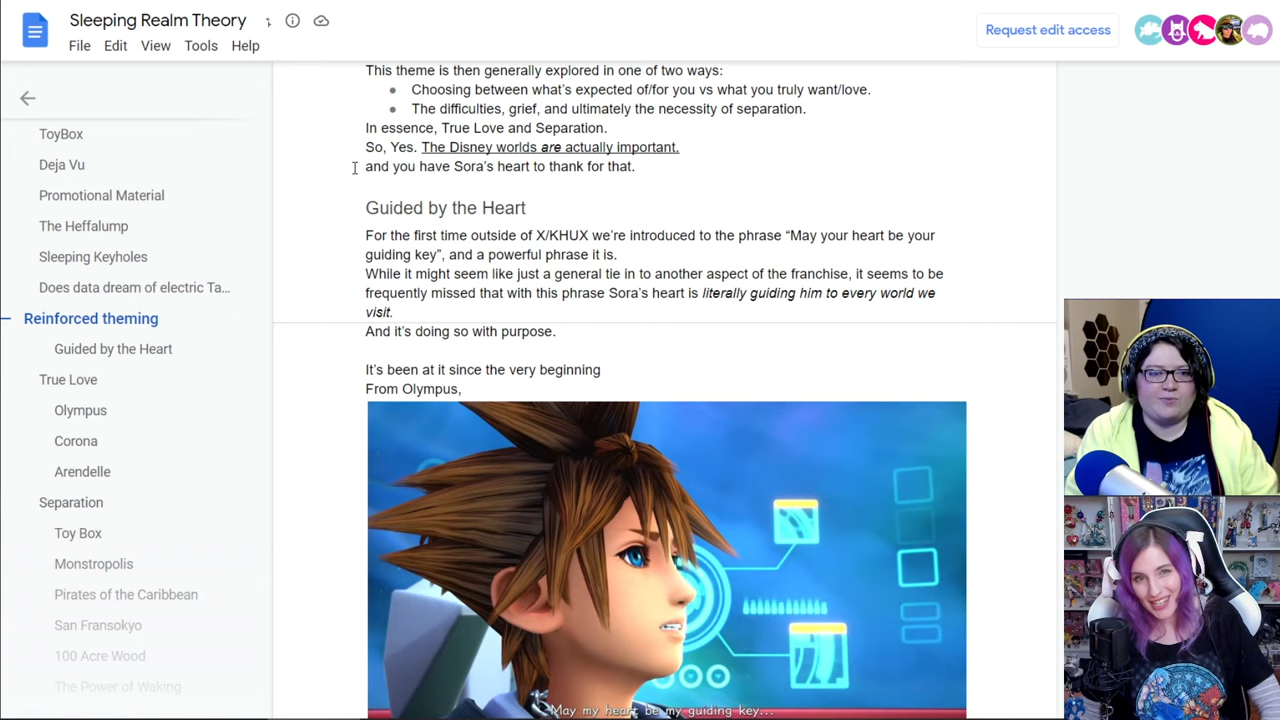 Sleeping Realm Theory
File Edit View Tools Help
Request edit access
ToyBox
Deja Vu
Promotional Material
The Heffalump
Sleeping Keyholes
Does data dream of electric Ta...
Reinforced theming
Guided by the Heart
True Love
Olympus
Corona
Arendelle
Separation
Toy Box
Monstropolis
Pirates of the Caribbean
San Fransokyo
100 Acre Wood
The Power of Waking
This theme is then generally explored in one of two ways:
● Choosing between what’s expected of/for you vs what you truly want/love.
● The difficulties, grief, and ultimately the necessity of separation.
In essence, True Love and Separation.
So, Yes. The Disney worlds are actually important.
and you have Sora’s heart to thank for that.
Guided by the Heart
For the first time outside of X/KHUX we’re introduced to the phrase “May your heart be your
guiding key”, and a powerful phrase it is.
While it might seem like just a general tie in to another aspect of the franchise, it seems to be
frequently missed that with this phrase Sora’s heart is literally guiding him to every world we
visit.
And it’s doing so with purpose.
It’s been at it since the very beginning
From Olympus,
May my heart be my guiding key...